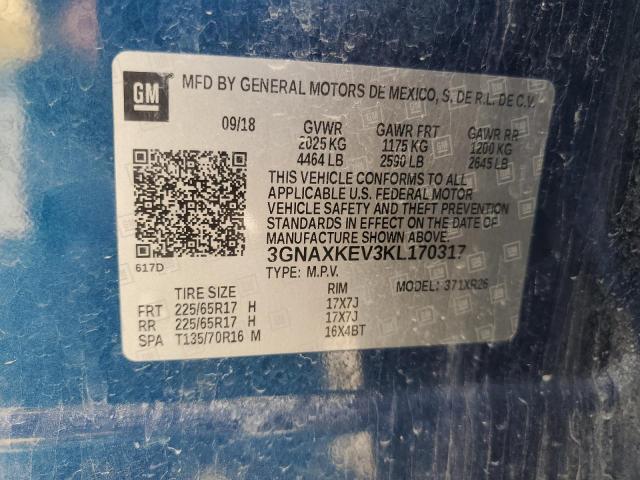 GM
MFD BY GENERAL MOTORS DE MEXICO, S. DE R.L. DE C.V.
09/18 GVWR GAWR FRT GAWR RR
2025 KG 1175 KG 1200 KG
4464 LB 2590 LB 2645 LB
THIS VEHICLE CONFORMS TO ALL
APPLICABLE U.S. FEDERAL MOTOR
VEHICLE SAFETY AND THEFT PREVENTION
STANDARDS IN EFFECT ON THE DATE OF
MANUFACTURE SHOWN ABOVE.
3GNAXKEV3KL170317
617D
TYPE: M.P.V. MODEL: 371XR26
TIRE SIZE RIM
FRT 225/65R17 H 17X7J
RR 225/65R17 H 17X7J
SPA T135/70R16 M 16X4BT